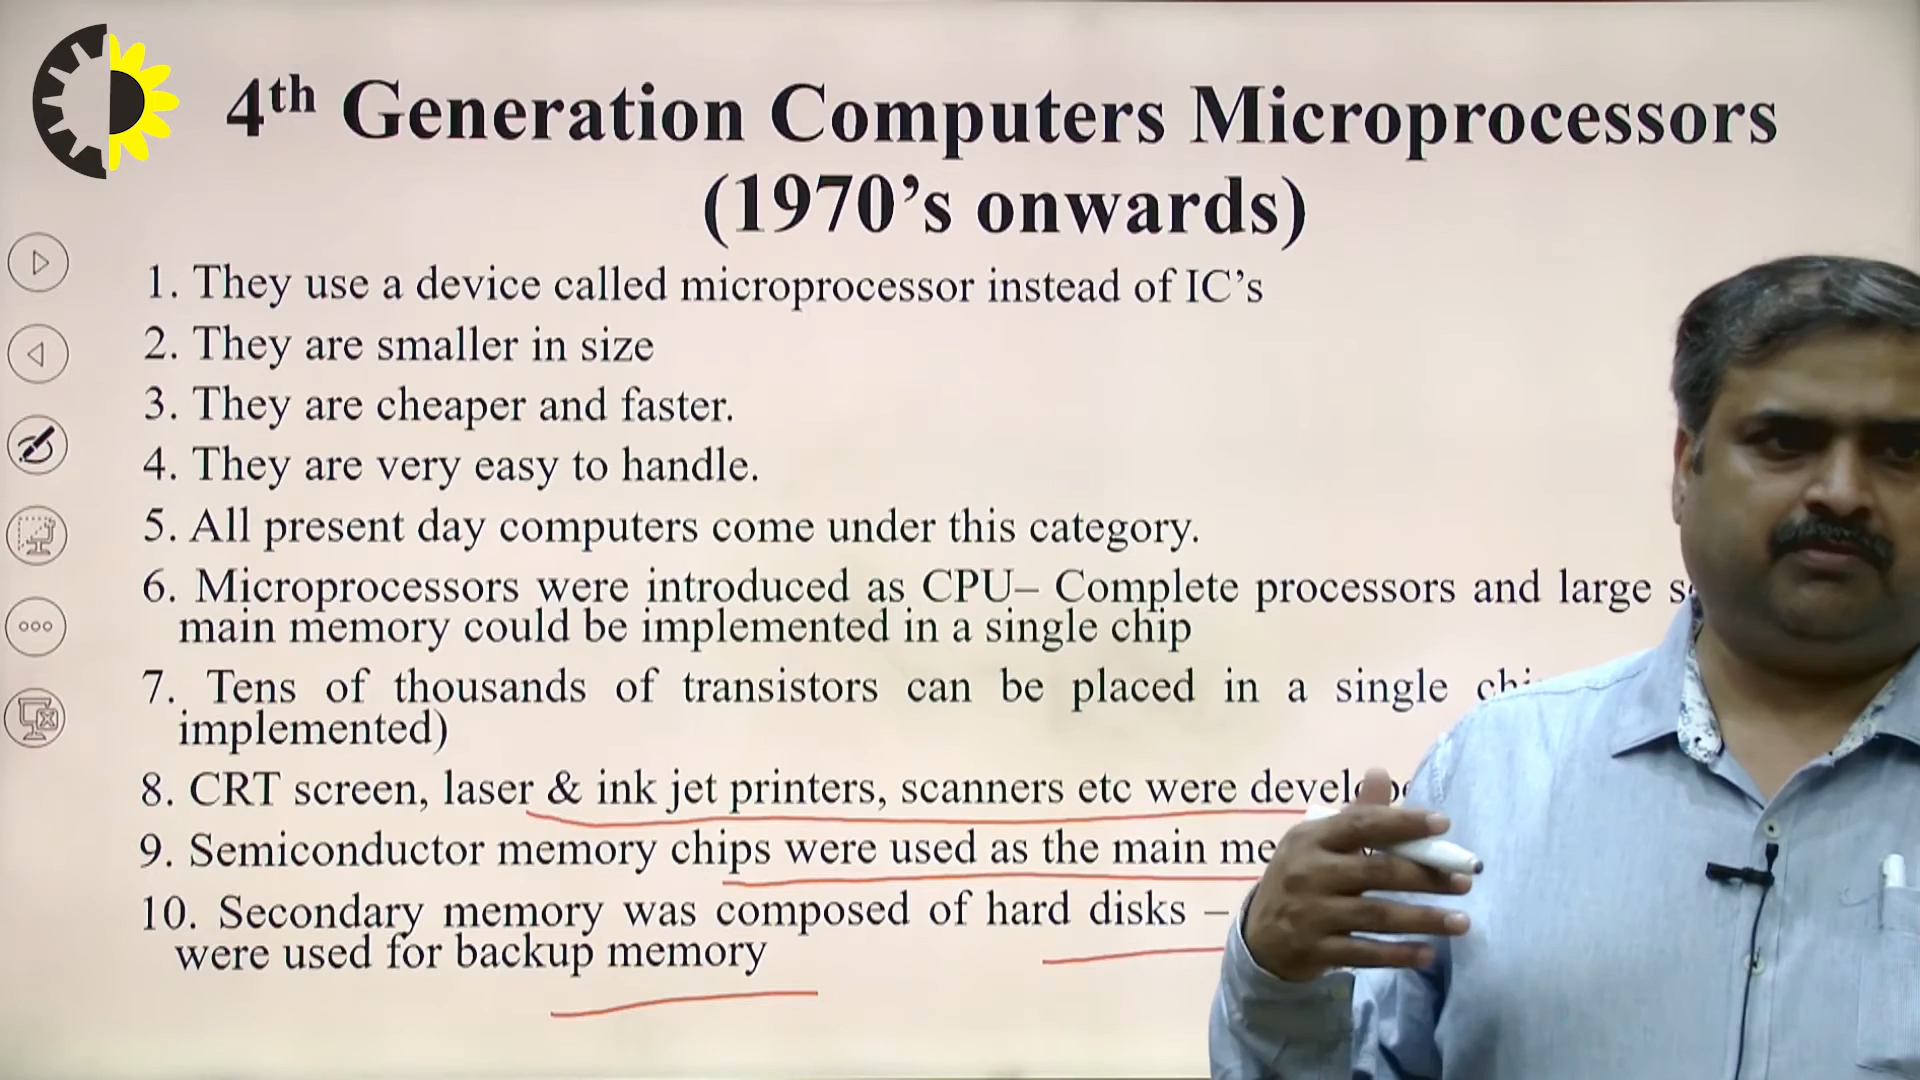 4th Generation Computers Microprocessors
(1970’s onwards)
1. They use a device called microprocessor instead of IC’s
2. They are smaller in size
3. They are cheaper and faster.
4. They are very easy to handle.
5. All present day computers come under this category.
6. Microprocessors were introduced as CPU– Complete processors and large
main memory could be implemented in a single chip
7. Tens of thousands of transistors can be placed in a single
implemented)
8. CRT screen, laser & ink jet printers, scanners etc were
9. Semiconductor memory chips were used as the main
10. Secondary memory was composed of hard disks –
were used for backup memory